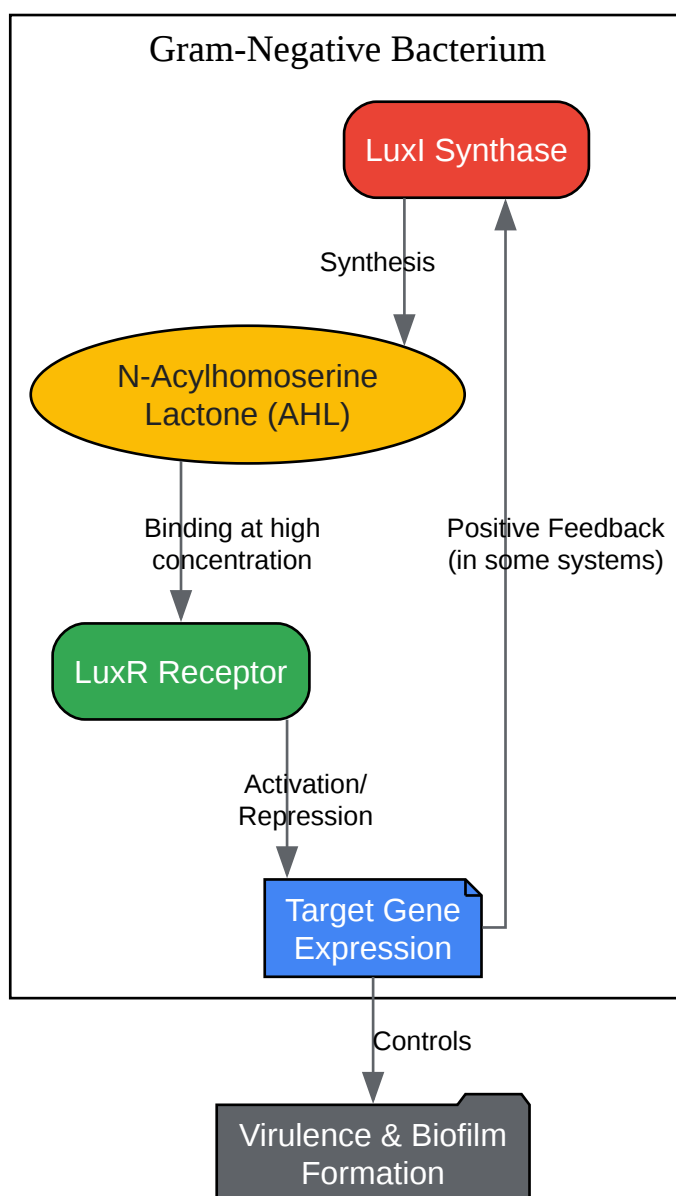 Gram-Negative Bacterium
LuxI Synthase
Synthesis
N-Acylhomoserine
Lactone (AHL)
Binding at high
concentration
Positive Feedback
(in some systems)
LuxR Receptor
Activation/
Repression
Target Gene
Expression
Controls
Virulence & Biofilm
Formation